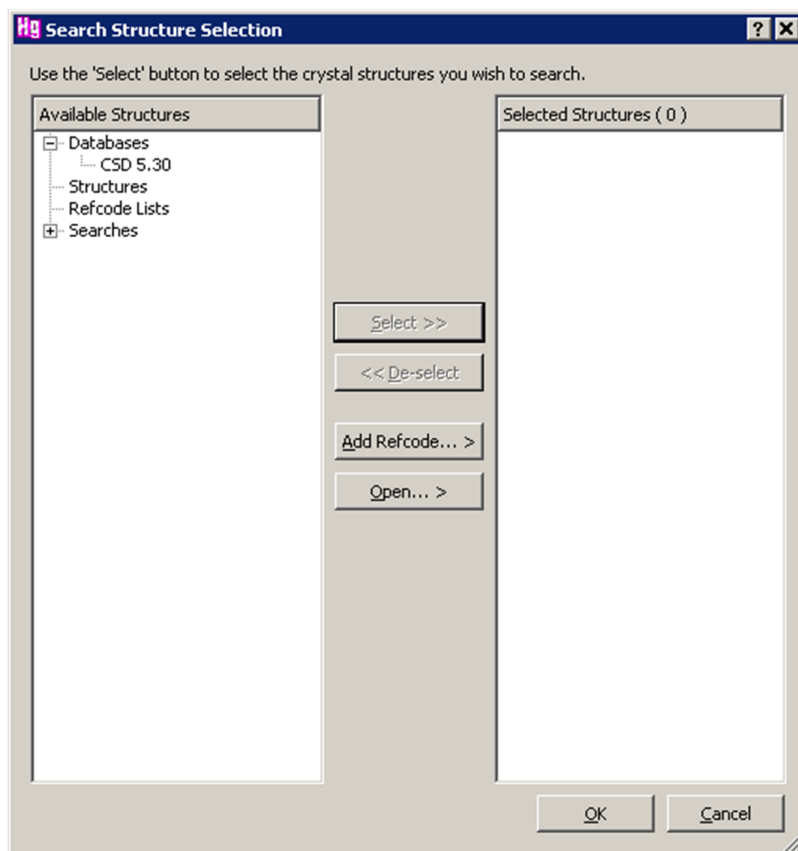 Hg Search Structure Selection
Use the 'Select' button to select the crystal structures you wish to search.
Available Structures
Databases
CSD 5.30
Structures
Refcode Lists
Searches
Select >>
<< De-select
Add Refcode... >
Open... >
Selected Structures ( 0 )
OK
Cancel